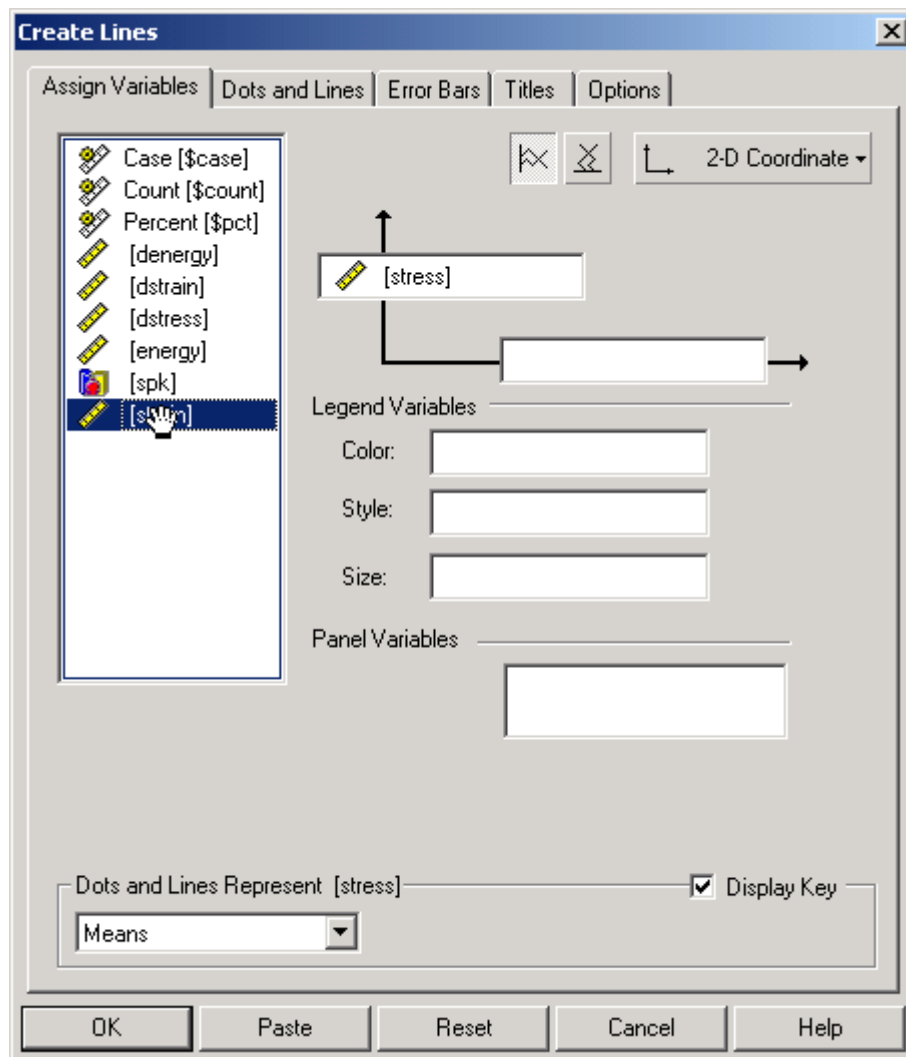 Create Lines
Assign Variables
Dots and Lines
Error Bars
Titles
Options
Case [$case]
Count [$count]
Percent [$pct]
[denergy]
[dstrain]
[dstress]
[energy]
[spk]
2-D Coordinate
[stress]
Legend Variables
Color:
Style:
Size:
Panel Variables
Dots and Lines Represent [stress]
Display Key
Means
OK
Paste
Reset
Cancel
Help